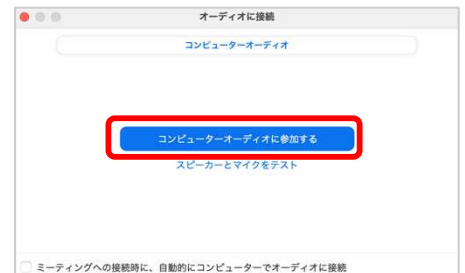 オーディオに接続
コンピューターオーディオ
コンピューターオーディオに参加する
スピーカーとマイクをテスト
ミーティングへの接続時に、自動的にコンピューターでオーディオに接続